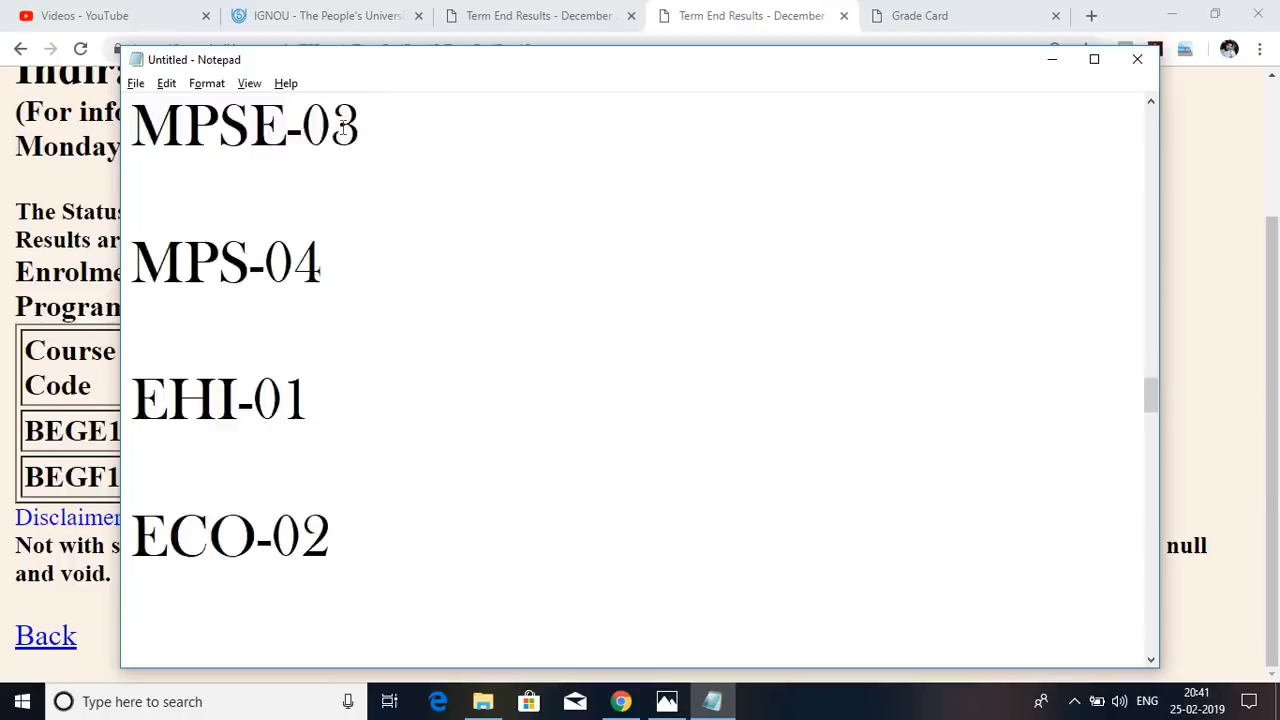 Videos - YouTube
IGNOU - The People's Universi
Term End Results - December
Term End Results - December
Grade Card
Untitled - Notepad
File Edit Format View Help
(For info
Monday
The Status
Results ar
Enrolme
Program
Course
Code
BEGE1
BEGF1
Disclaimer
Not with s
null
and void.
Back
MPSE-03
MPS-04
EHI-01
ECO-02
Type here to search
ENG
20:41
25-02-2019